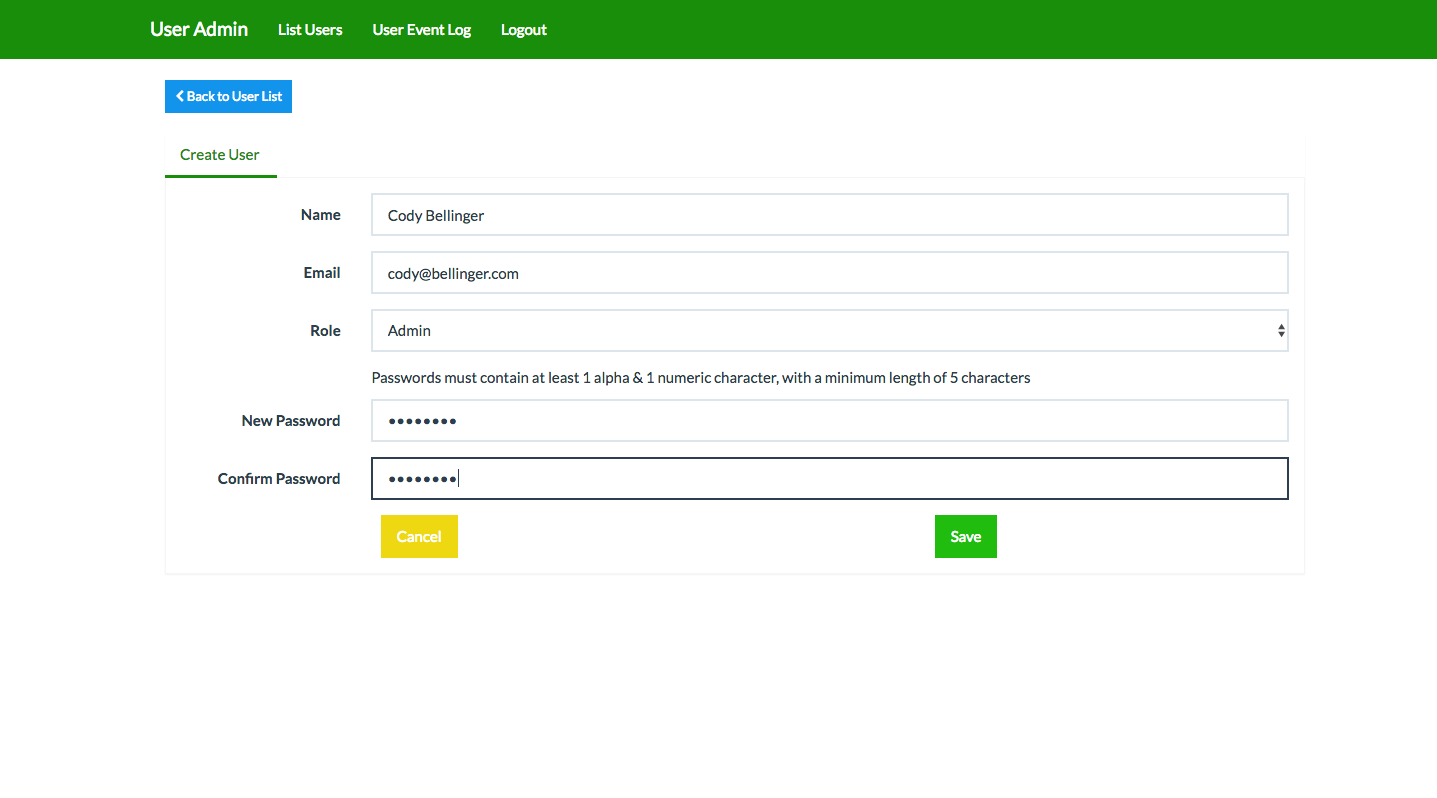 User Admin List Users User Event Log Logout
Back to User List
Create User
Name Cody Bellinger
Email cody@bellinger.com
Role Admin
Passwords must contain at least 1 alpha & 1 numeric character, with a minimum length of 5 characters
New Password ••••••••
Confirm Password ••••••••
Cancel Save